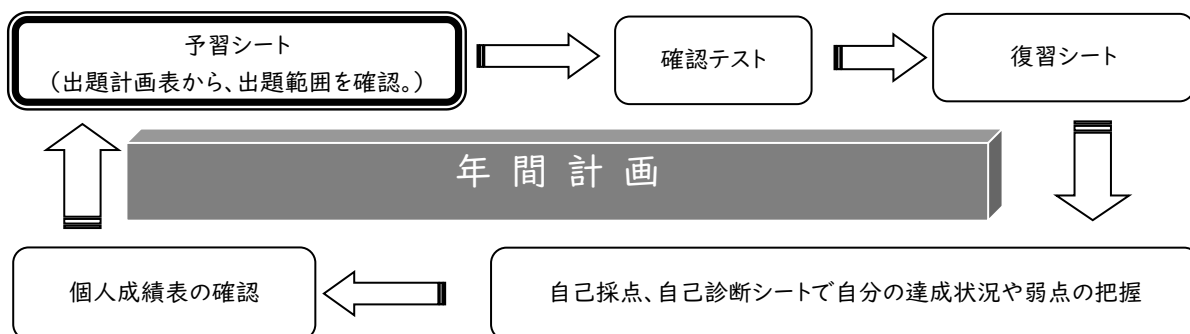 予習シート
（出題計画表から、出題範囲を確認。）
確認テスト
復習シート
年間計画
個人成績表の確認
自己採点、自己診断シートで自分の達成状況や弱点の把握